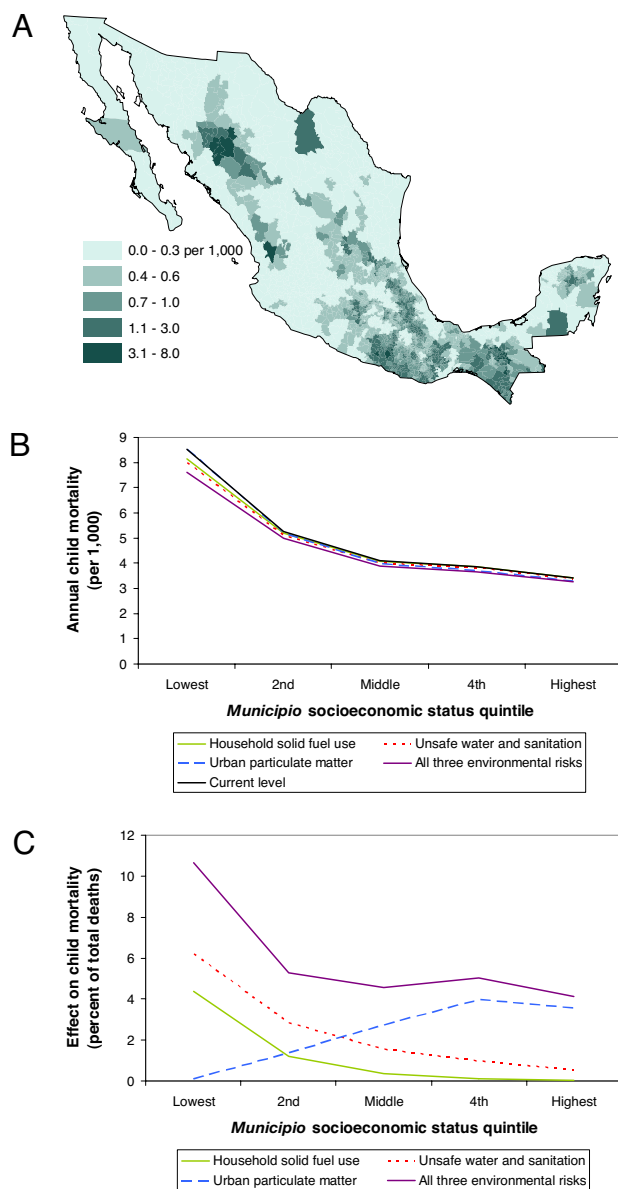 A
0.0 - 0.3 per 1,000
0.4 - 0.6
0.7 - 1.0
1.1 - 3.0
3.1 - 8.0
B
Annual child mortality
(per 1,000)
9
8
7
6
5
4
3
2
1
0
Lowest 2nd Middle 4th Highest
Municipio socioeconomic status quintile
Household solid fuel use Unsafe water and sanitation
Urban particulate matter All three environmental risks
Current level
C
Effect on child mortality
(percent of total deaths)
12
10
8
6
4
2
0
Lowest 2nd Middle 4th Highest
Municipio socioeconomic status quintile
Household solid fuel use Unsafe water and sanitation
Urban particulate matter All three environmental risks